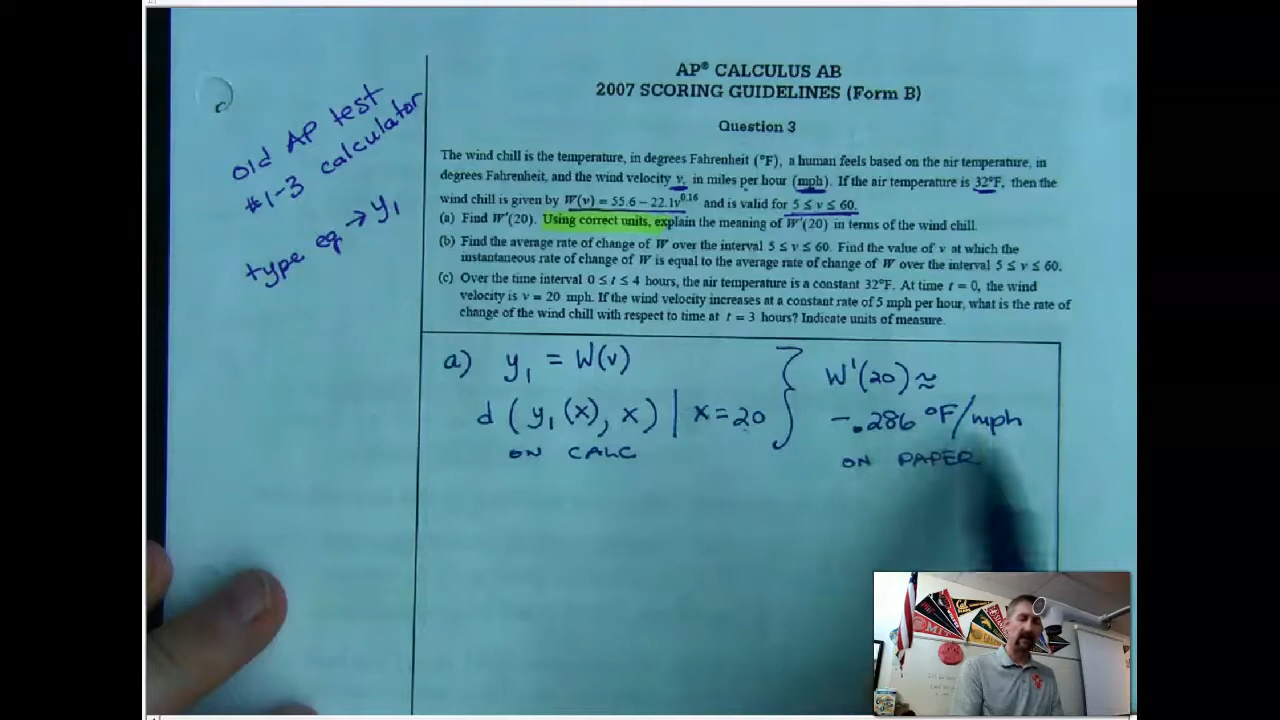 old AP test
#1-3 calculator
type eq → y₁
AP® CALCULUS AB
2007 SCORING GUIDELINES (Form B)
Question 3
The wind chill is the temperature, in degrees Fahrenheit (°F), a human feels based on the air temperature, in
degrees Fahrenheit, and the wind velocity v, in miles per hour (mph). If the air temperature is 32°F, then the
wind chill is given by W(v) = 55.6 − 22.1v^0.16 and is valid for 5 ≤ v ≤ 60.
(a) Find W′(20). Using correct units, explain the meaning of W′(20) in terms of the wind chill.
(b) Find the average rate of change of W over the interval 5 ≤ v ≤ 60. Find the value of v at which the
instantaneous rate of change of W is equal to the average rate of change of W over the interval 5 ≤ v ≤ 60.
(c) Over the time interval 0 ≤ t ≤ 4 hours, the air temperature is a constant 32°F. At time t = 0, the wind
velocity is v = 20 mph. If the wind velocity increases at a constant rate of 5 mph per hour, what is the rate of
change of the wind chill with respect to time at t = 3 hours? Indicate units of measure.
a) y₁ = W(v)
d (y₁(x), x) | x = 20
ON CALC
W'(20) ≈
-.286 °F/mph
ON PAPER
MIT
CAL